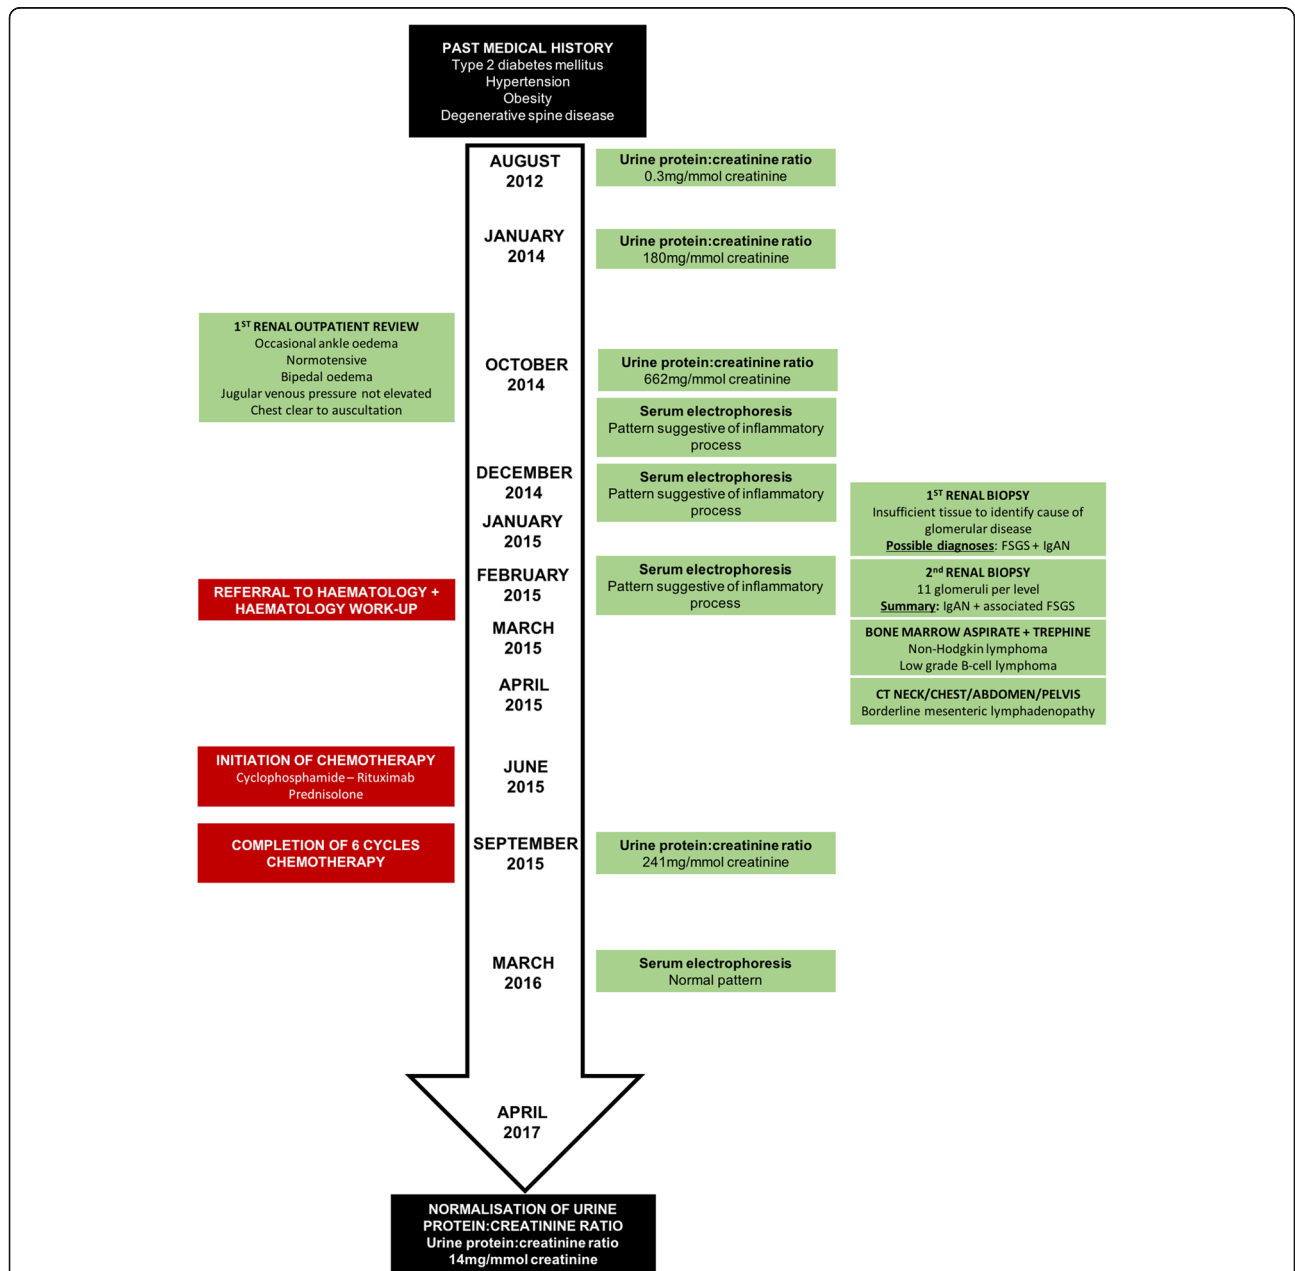 PAST MEDICAL HISTORY
Type 2 diabetes mellitus
Hypertension
Obesity
Degenerative spine disease
AUGUST
2012
Urine protein:creatinine ratio
0.3mg/mmol creatinine
JANUARY
2014
Urine protein:creatinine ratio
180mg/mmol creatinine
1ST RENAL OUTPATIENT REVIEW
Occasional ankle oedema
Normotensive
Bipedal oedema
Jugular venous pressure not elevated
Chest clear to auscultation
OCTOBER
2014
Urine protein:creatinine ratio
662mg/mmol creatinine
Serum electrophoresis
Pattern suggestive of inflammatory
process
DECEMBER
2014
Serum electrophoresis
Pattern suggestive of inflammatory
process
JANUARY
2015
1ST RENAL BIOPSY
Insufficient tissue to identify cause of
glomerular disease
Possible diagnoses: FSGS + IgAN
REFERRAL TO HAEMATOLOGY +
HAEMATOLOGY WORK-UP
FEBRUARY
2015
Serum electrophoresis
Pattern suggestive of inflammatory
process
2nd RENAL BIOPSY
11 glomeruli per level
Summary: IgAN + associated FSGS
MARCH
2015
BONE MARROW ASPIRATE + TREPHINE
Non-Hodgkin lymphoma
Low grade B-cell lymphoma
APRIL
2015
CT NECK/CHEST/ABDOMEN/PELVIS
Borderline mesenteric lymphadenopathy
INITIATION OF CHEMOTHERAPY
Cyclophosphamide – Rituximab
Prednisolone
JUNE
2015
COMPLETION OF 6 CYCLES
CHEMOTHERAPY
SEPTEMBER
2015
Urine protein:creatinine ratio
241mg/mmol creatinine
MARCH
2016
Serum electrophoresis
Normal pattern
APRIL
2017
NORMALISATION OF URINE
PROTEIN:CREATININE RATIO
Urine protein:creatinine ratio
14mg/mmol creatinine